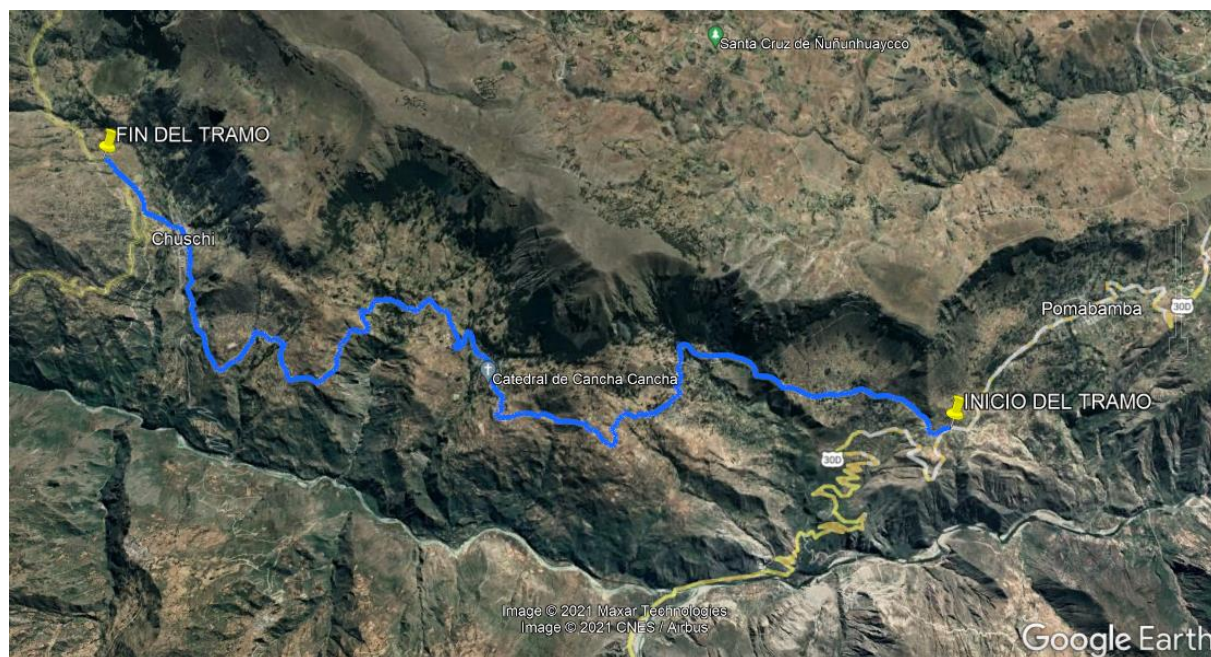 Santa Cruz de Ñuñunhuaycco
FIN DEL TRAMO
Chuschi
30D
Pomabamba
Catedral de Cancha Cancha
INICIO DEL TRAMO
30D
Image © 2021 Maxar Technologies
Image © 2021 CNES / Airbus
Google Earth